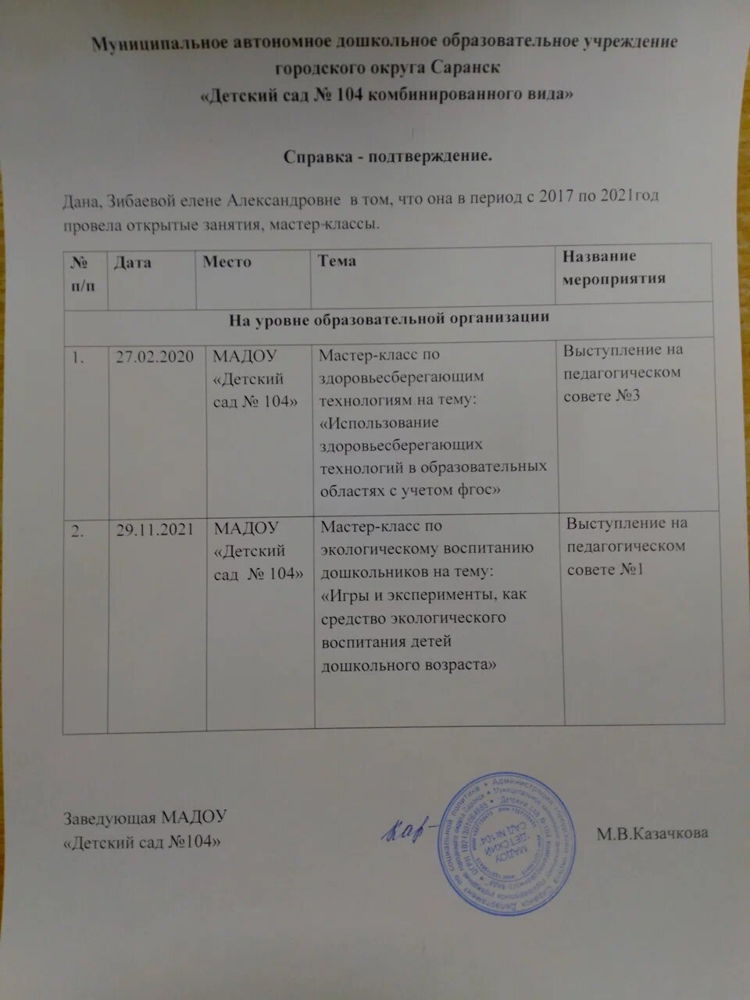 Муниципальное автономное дошкольное образовательное учреждение
городского округа Саранск
«Детский сад № 104 комбинированного вида»
Справка - подтверждение.
Дана, Зибаевой елене Александровне в том, что она в период с 2017 по 2021год
провела открытые занятия, мастер-классы.
№ п/п
Дата
Место
Тема
Название
мероприятия
На уровне образовательной организации
1.
27.02.2020
МАДОУ
«Детский
сад № 104»
Мастер-класс по
здоровьесберегающим
технологиям на тему:
«Использование
здоровьесберегающих
технологий в образовательных
областях с учетом фгос»
Выступление на
педагогическом
совете №3
2.
29.11.2021
МАДОУ
«Детский
сад № 104»
Мастер-класс по
экологическому воспитанию
дошкольников на тему:
«Игры и эксперименты, как
средство экологического
воспитания детей
дошкольного возраста»
Выступление на
педагогическом
совете №1
Заведующая МАДОУ
«Детский сад №104»
МАДОУ
"ДЕТСКИЙ
САД №104"
М.В.Казачкова